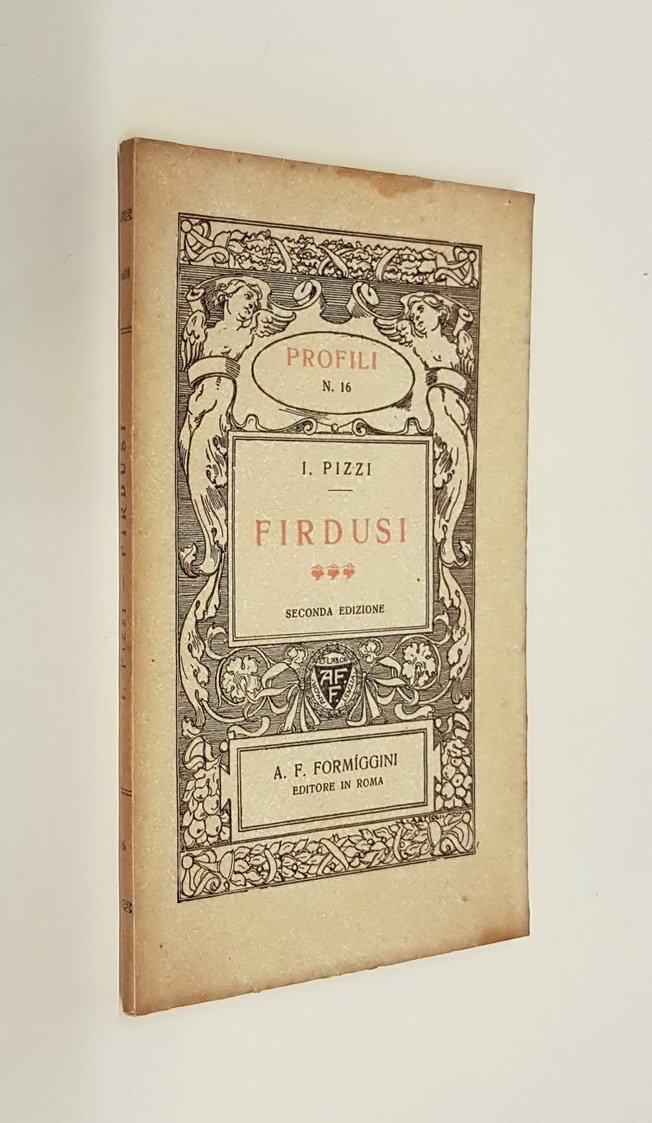 PROFILI
N. 16
I. PIZZI
FIRDUSI
SECONDA EDIZIONE
A. F.
F.
A. F. FORMÍGGINI
EDITORE IN ROMA
I. PIZZI - FIRDUSI